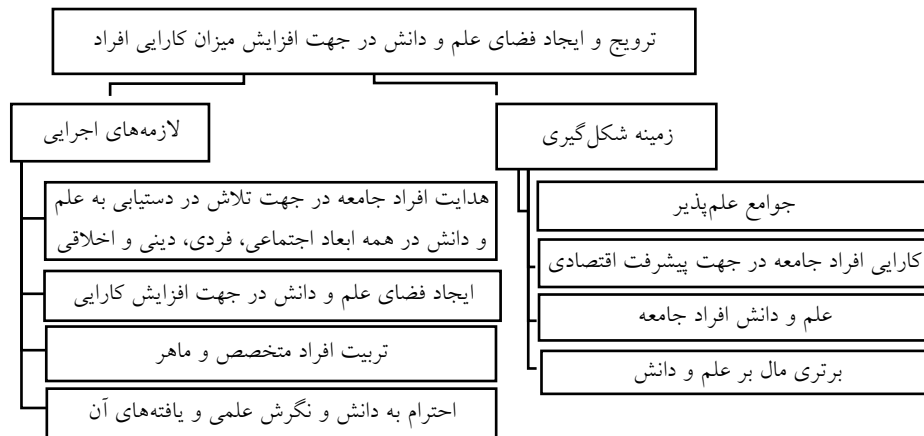 ترویج و ایجاد فضای علم و دانش در جهت افزایش میزان کارایی افراد
زمینه شکل‌گیری
جوامع علم‌پذیر
کارایی افراد جامعه در جهت پیشرفت اقتصادی
علم و دانش افراد جامعه
برتری مال بر علم و دانش
لازمه‌های اجرایی
هدایت افراد جامعه در جهت تلاش در دستیابی به علم
و دانش در همه ابعاد اجتماعی، فردی، دینی و اخلاقی
ایجاد فضای علم و دانش در جهت افزایش کارایی
تربیت افراد متخصص و ماهر
احترام به دانش و نگرش علمی و یافته‌های آن